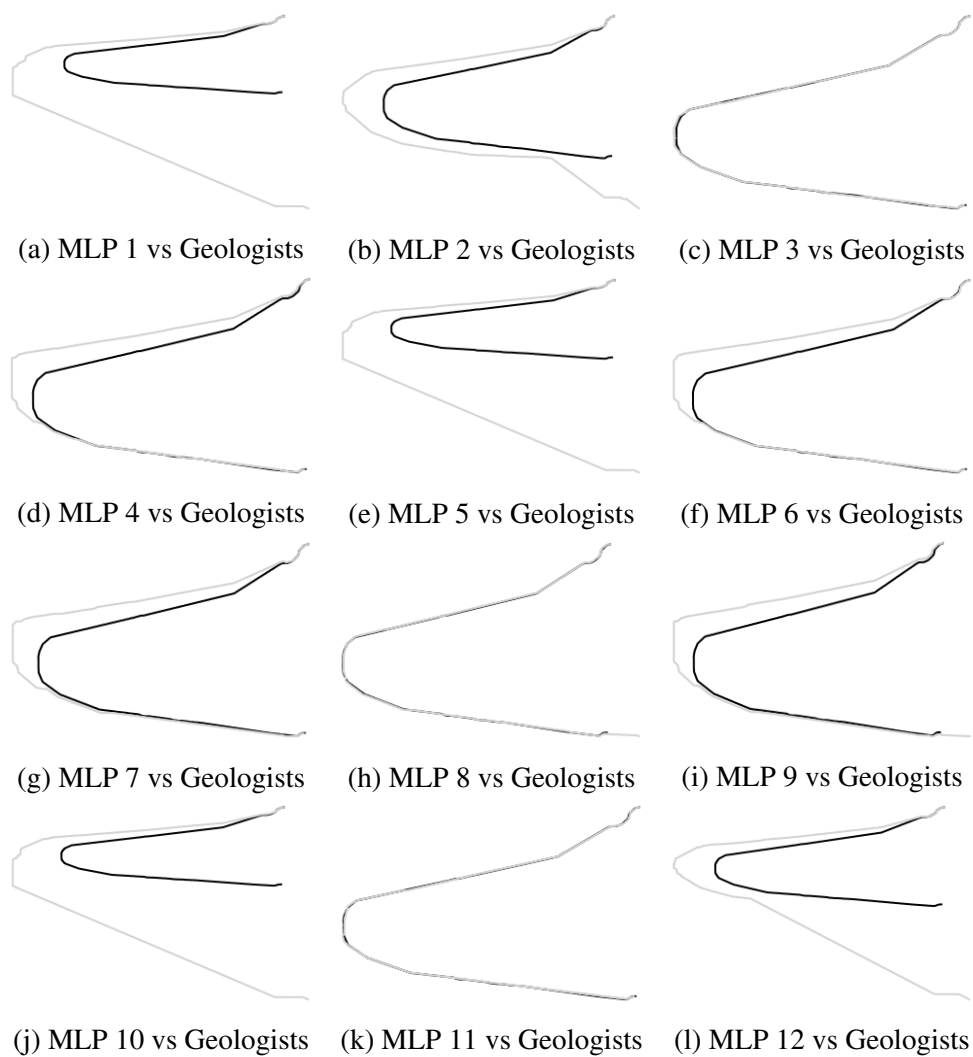 (a) MLP 1 vs Geologists
(b) MLP 2 vs Geologists
(c) MLP 3 vs Geologists
(d) MLP 4 vs Geologists
(e) MLP 5 vs Geologists
(f) MLP 6 vs Geologists
(g) MLP 7 vs Geologists
(h) MLP 8 vs Geologists
(i) MLP 9 vs Geologists
(j) MLP 10 vs Geologists
(k) MLP 11 vs Geologists
(l) MLP 12 vs Geologists